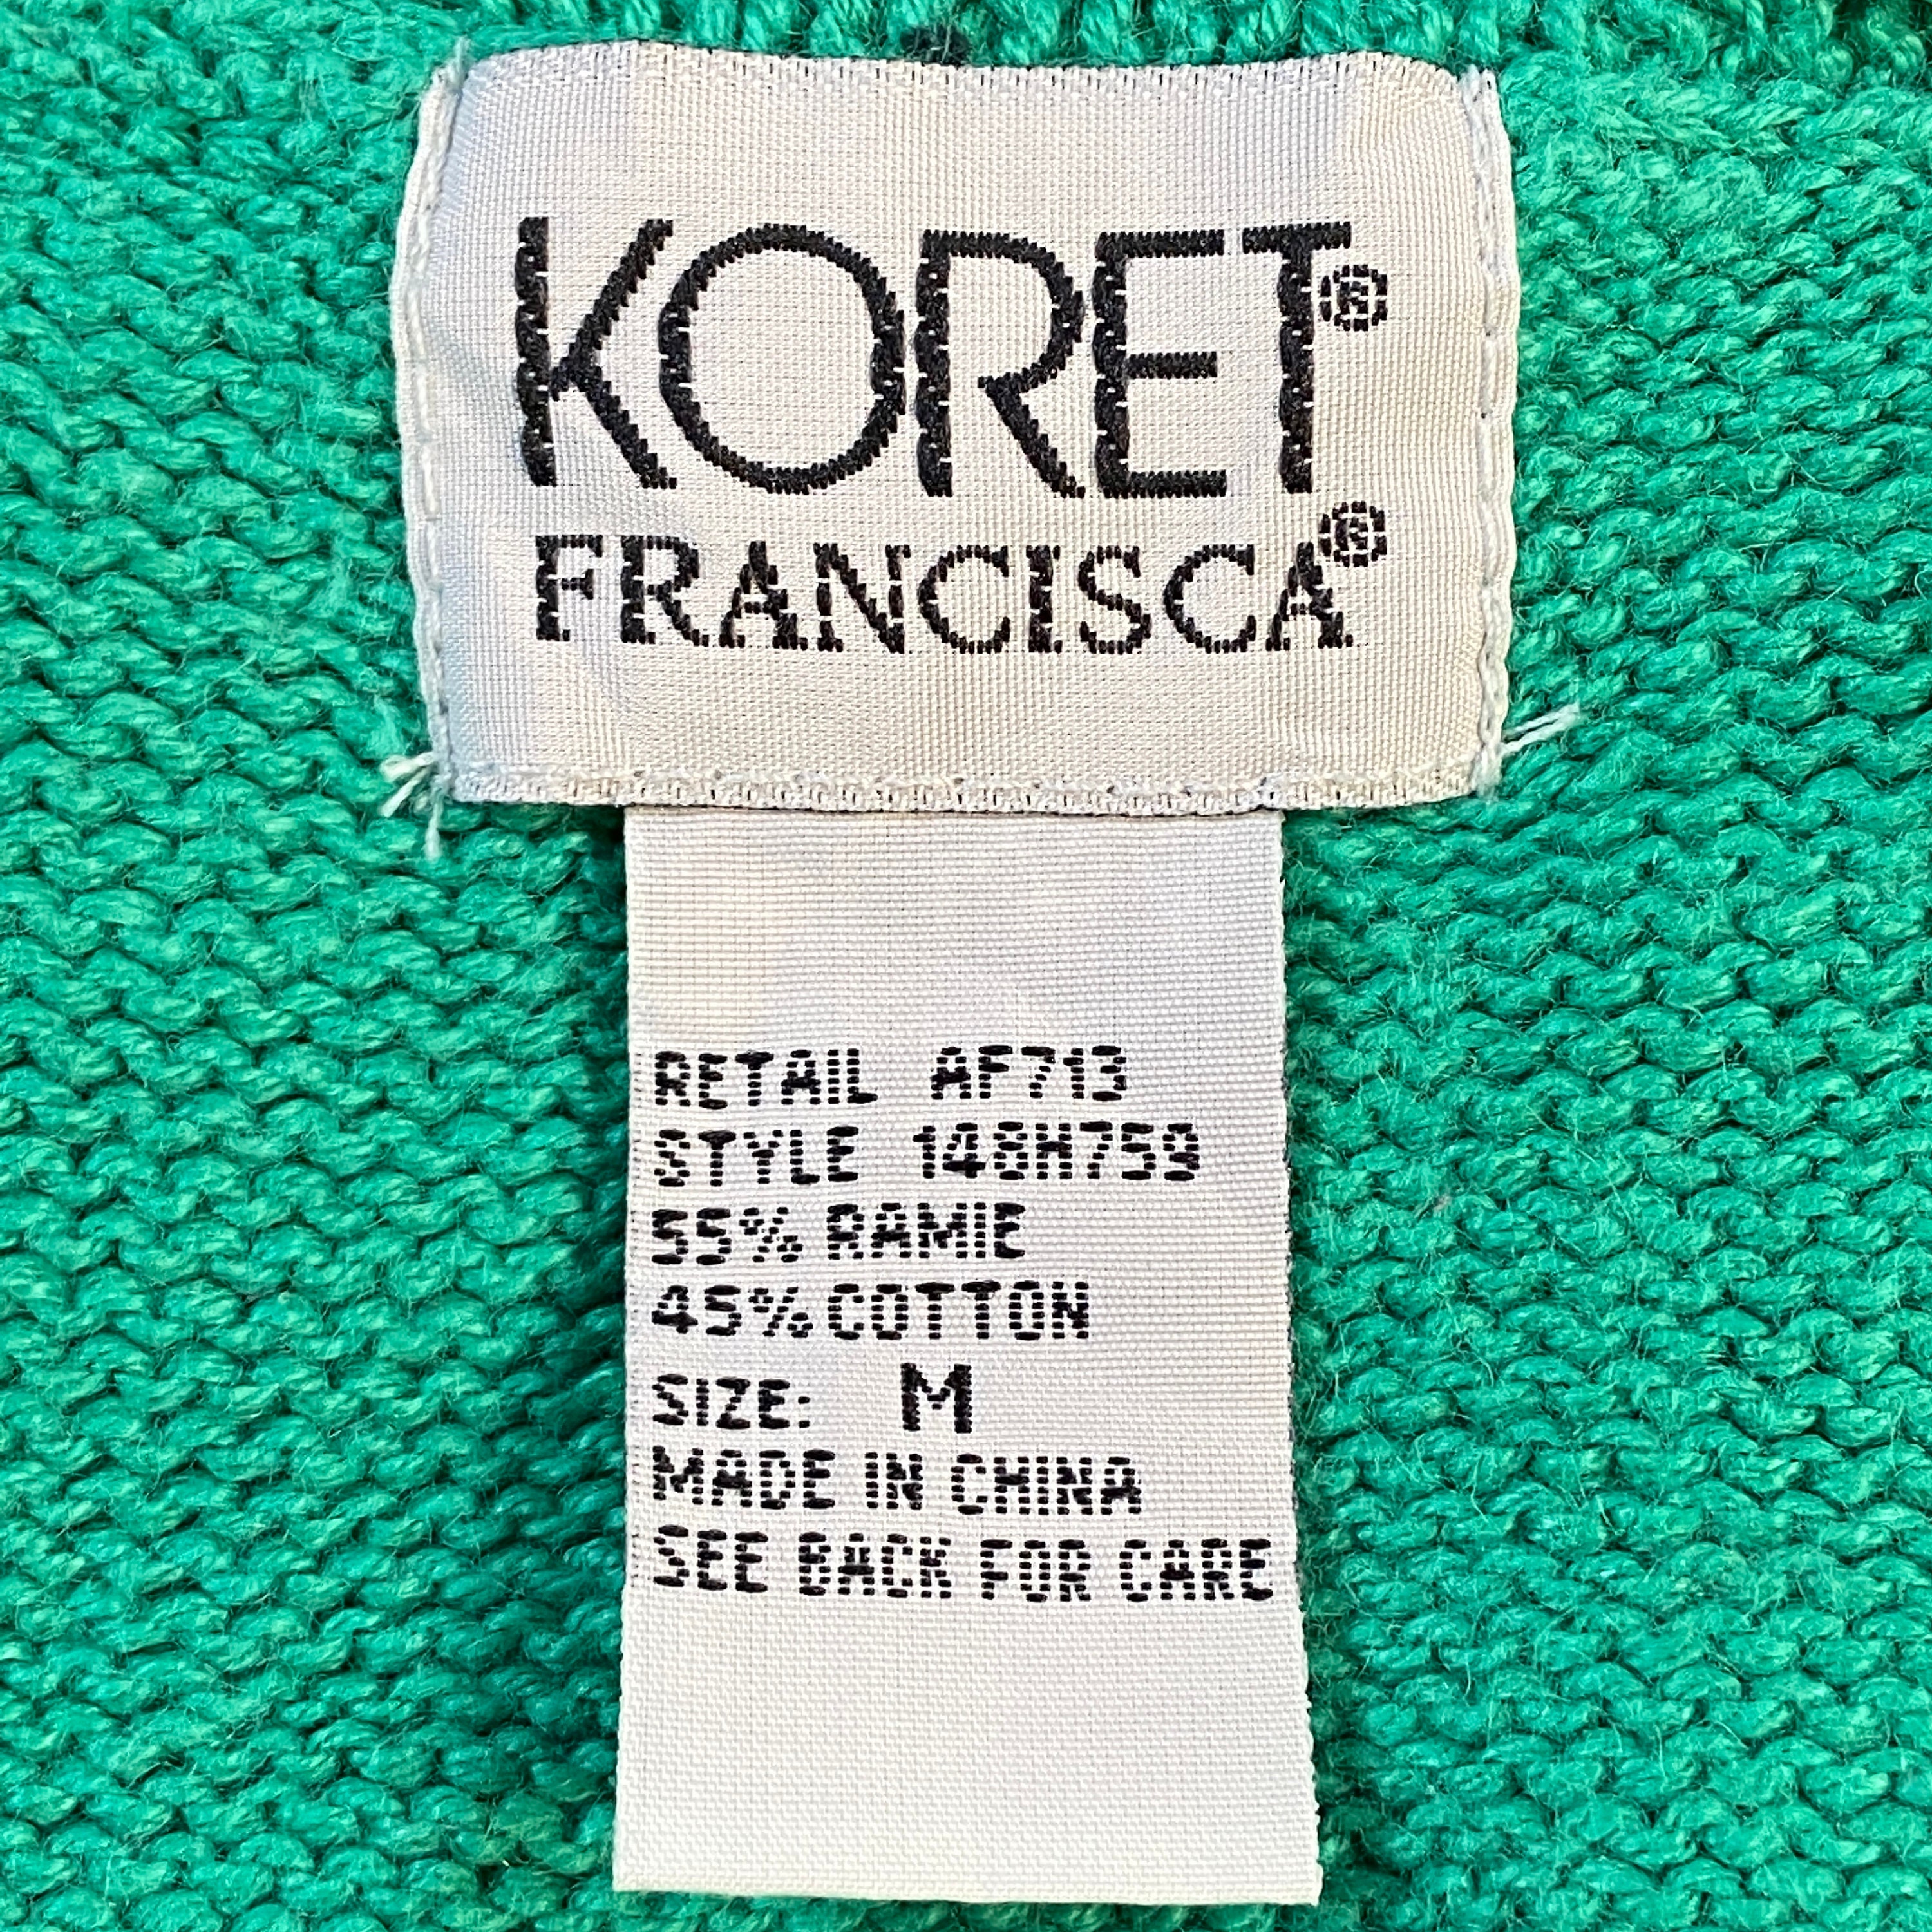 KORET®
FRANCISCA®
RETAIL AF713
STYLE 148H759
55% RAMIE
45% COTTON
SIZE: M
MADE IN CHINA
SEE BACK FOR CARE